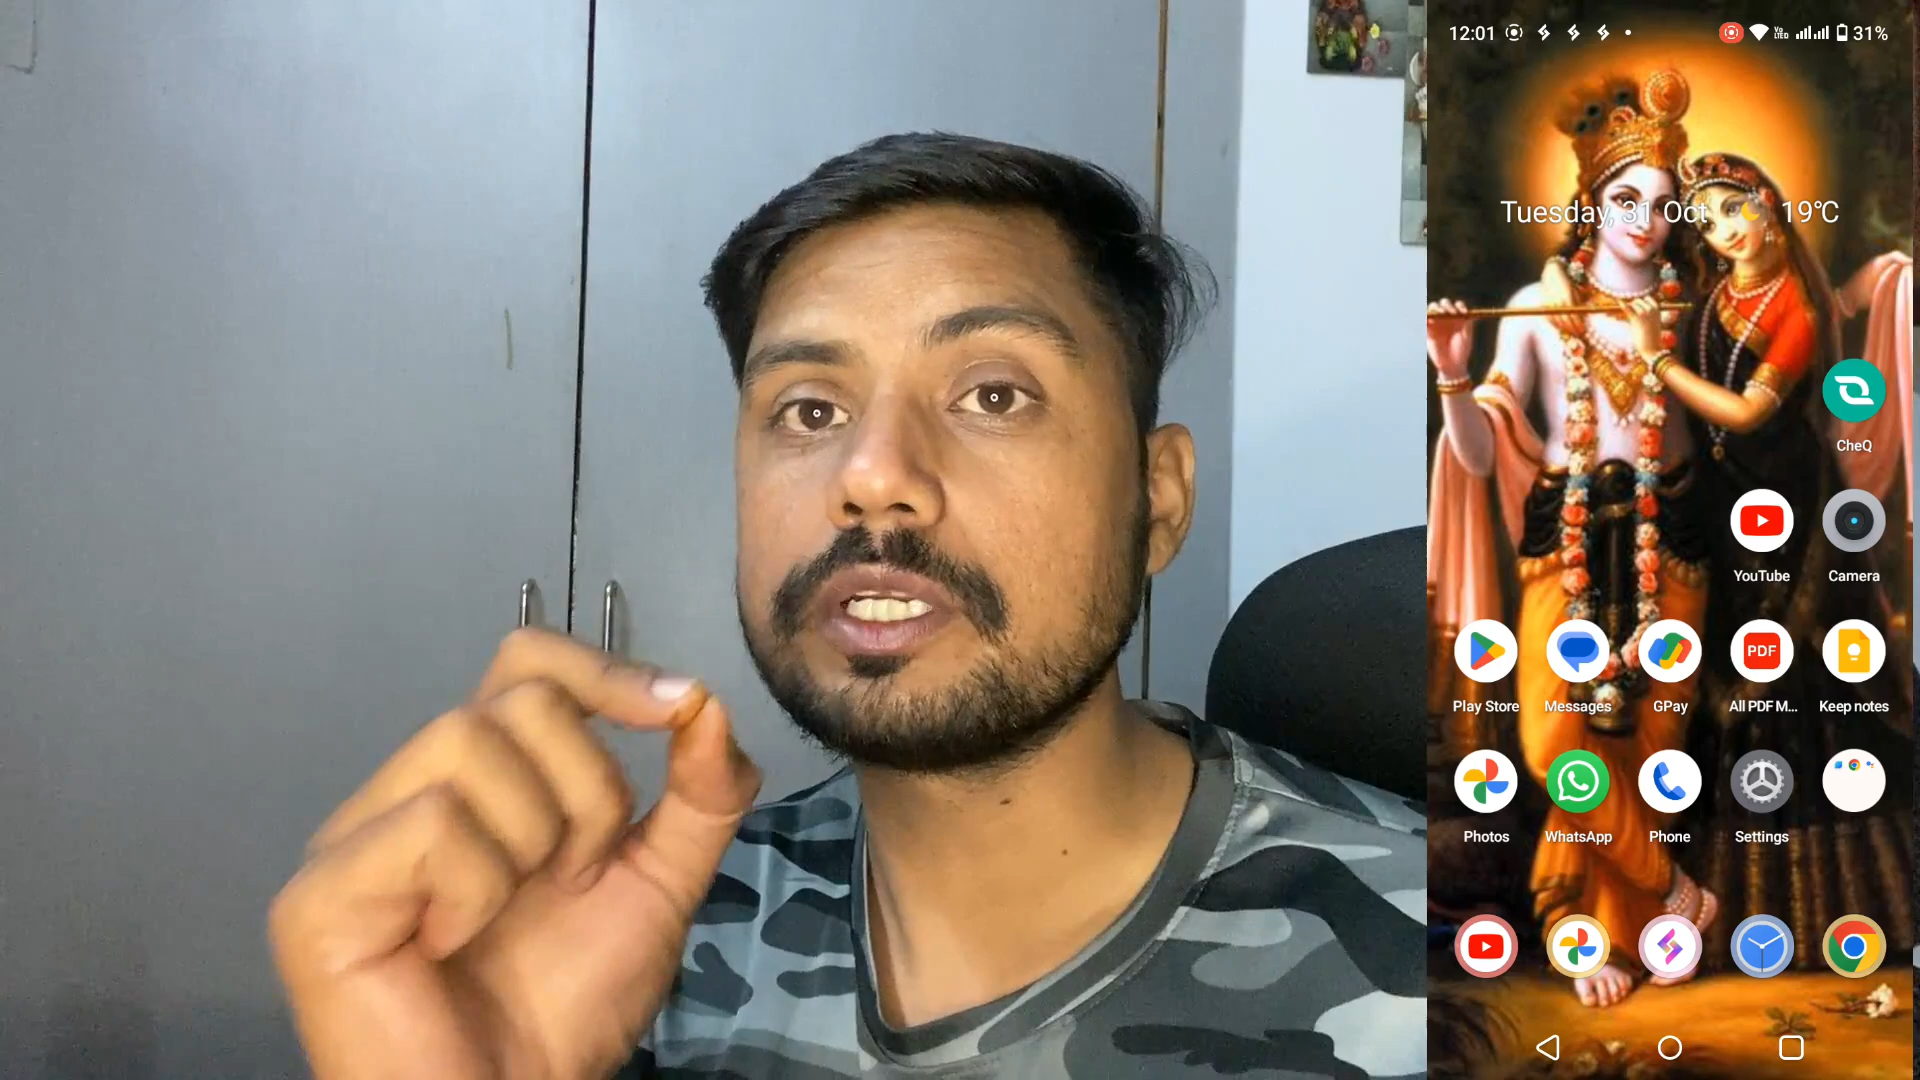 12:01
31%
Tuesday, 31 Oct 19°C
CheQ
YouTube Camera
PDF
Play Store Messages GPay All PDF M... Keep notes
Photos WhatsApp Phone Settings